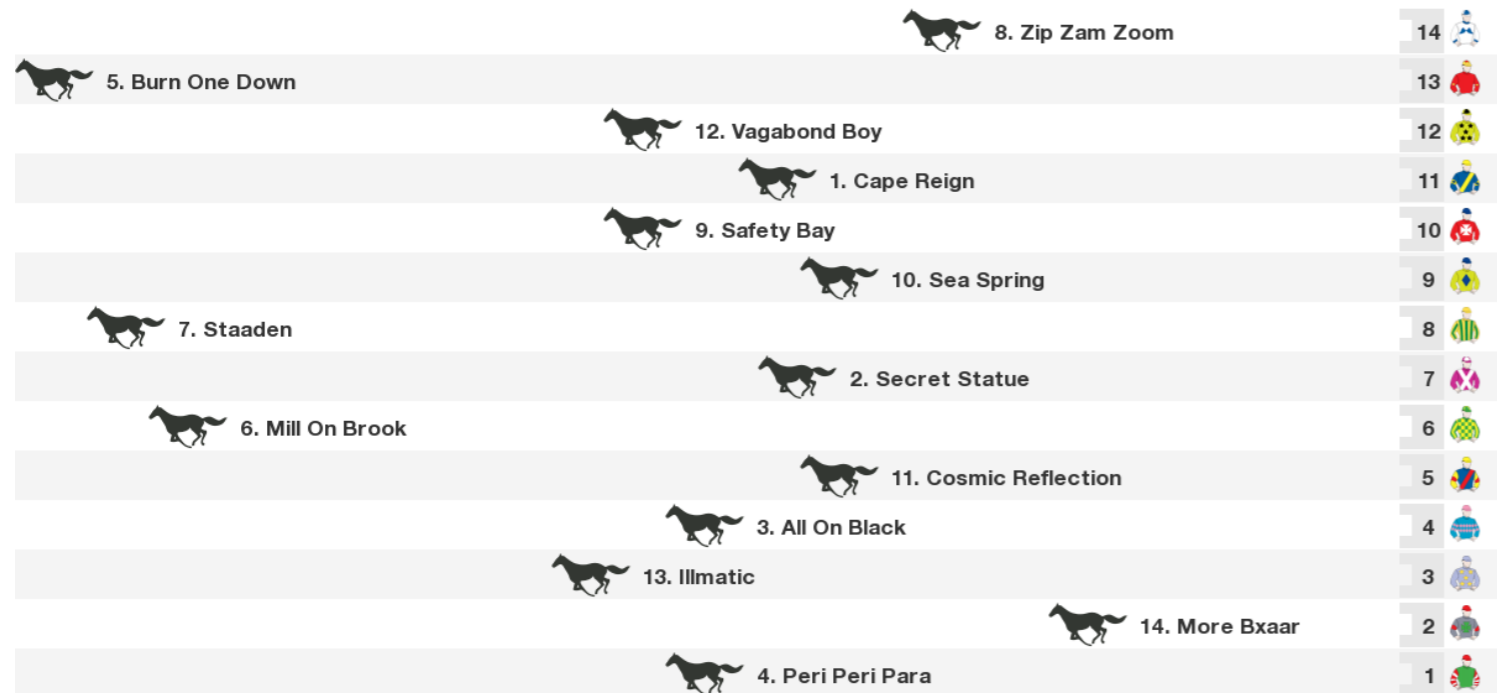 8. Zip Zam Zoom 14
5. Burn One Down 13
12. Vagabond Boy 12
1. Cape Reign 11
9. Safety Bay 10
10. Sea Spring 9
7. Staaden 8
2. Secret Statue 7
6. Mill On Brook 6
11. Cosmic Reflection 5
3. All On Black 4
13. Illmatic 3
14. More Bxaar 2
4. Peri Peri Para 1